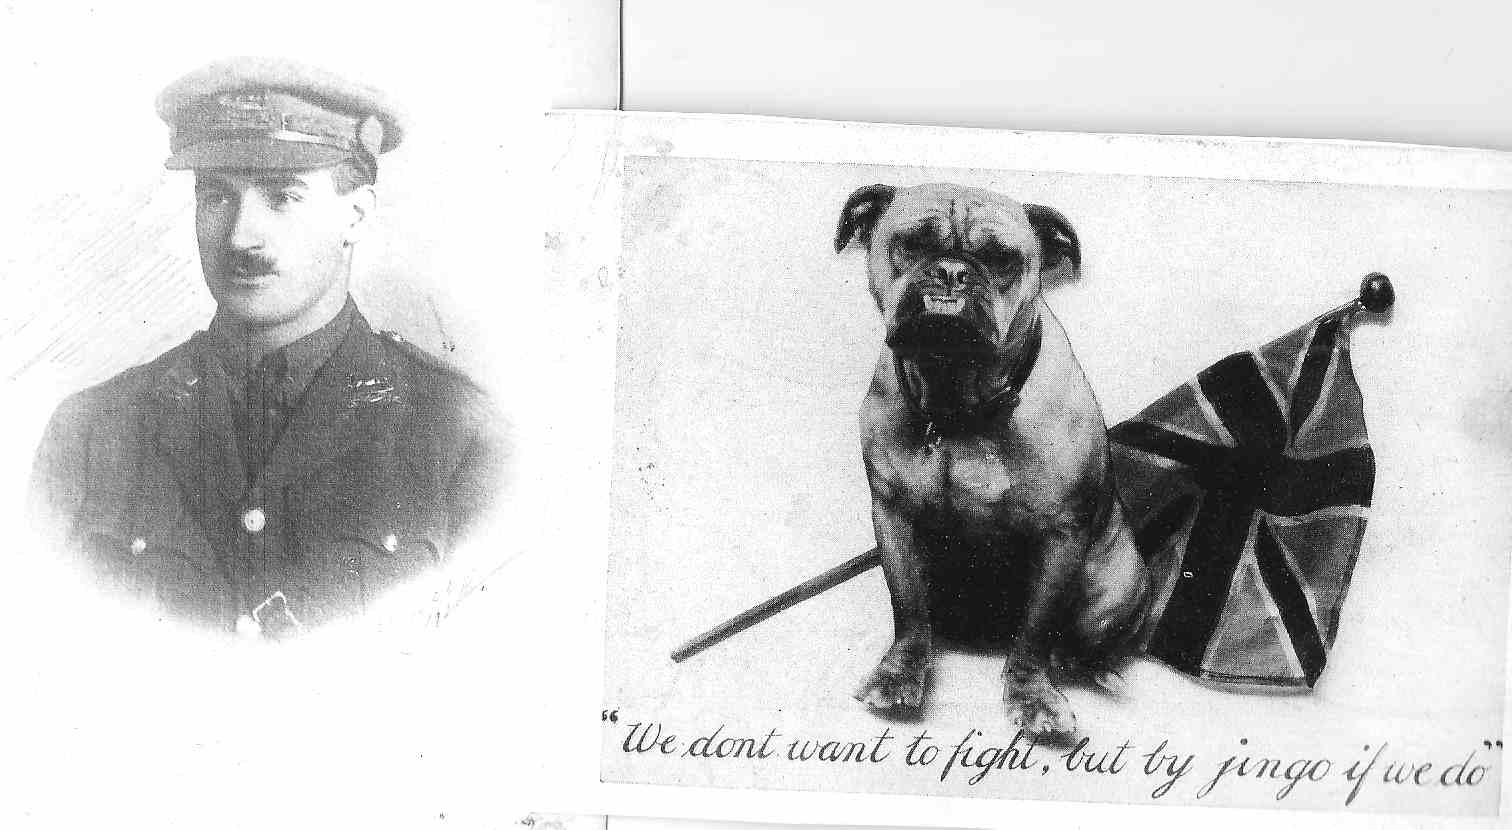 “We dont want to fight, but by jingo if we do”